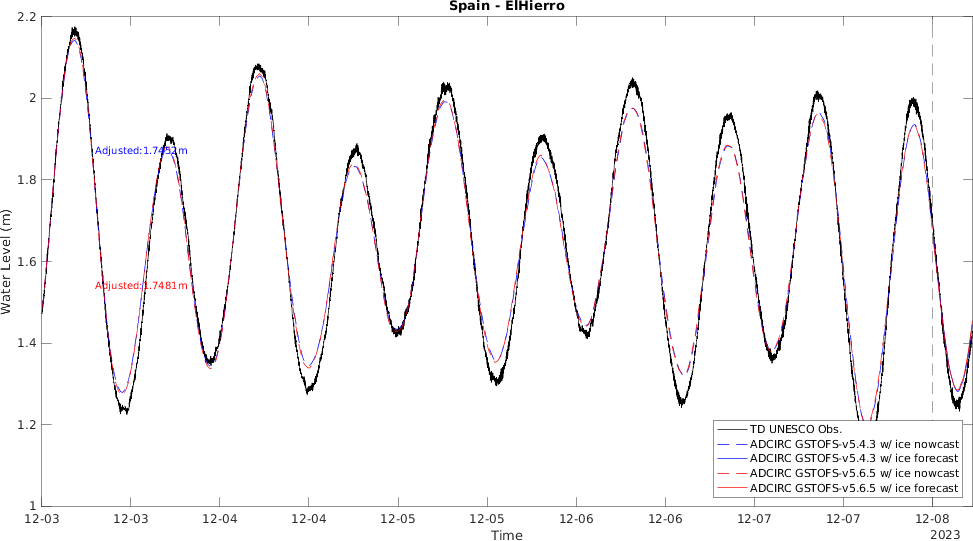 Spain - ElHierro
2.2
2
1.8
1.6
1.4
1.2
1
Water Level (m)
Adjusted:1.7452m
Adjusted:1.7481m
TD UNESCO Obs.
ADCIRC GSTOFS-v5.4.3 w/ ice nowcast
ADCIRC GSTOFS-v5.4.3 w/ ice forecast
ADCIRC GSTOFS-v5.6.5 w/ ice nowcast
ADCIRC GSTOFS-v5.6.5 w/ ice forecast
12-03 12-03 12-04 12-04 12-05 12-05 12-06 12-06 12-07 12-07 12-08
2023
Time